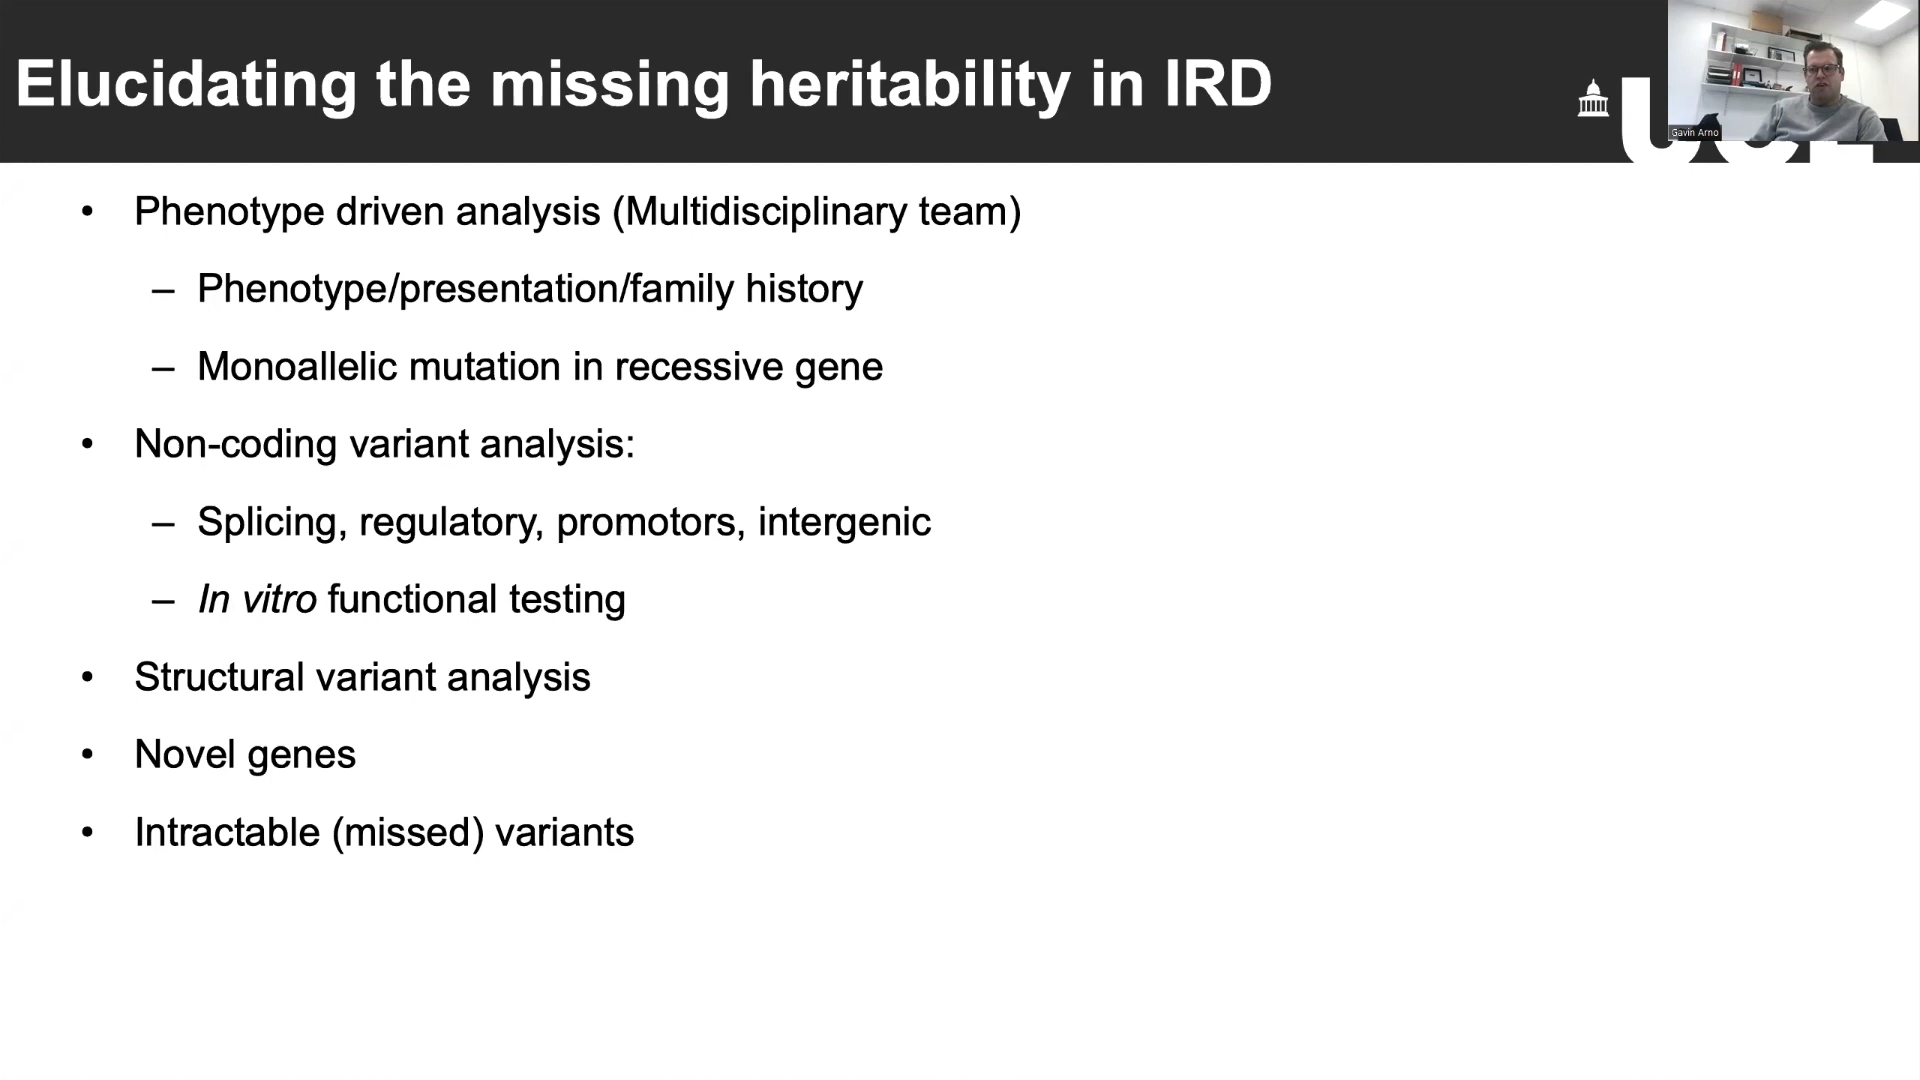 Elucidating the missing heritability in IRD
UCL
Gavin Arno
• Phenotype driven analysis (Multidisciplinary team)
– Phenotype/presentation/family history
– Monoallelic mutation in recessive gene
• Non-coding variant analysis:
– Splicing, regulatory, promotors, intergenic
– In vitro functional testing
• Structural variant analysis
• Novel genes
• Intractable (missed) variants